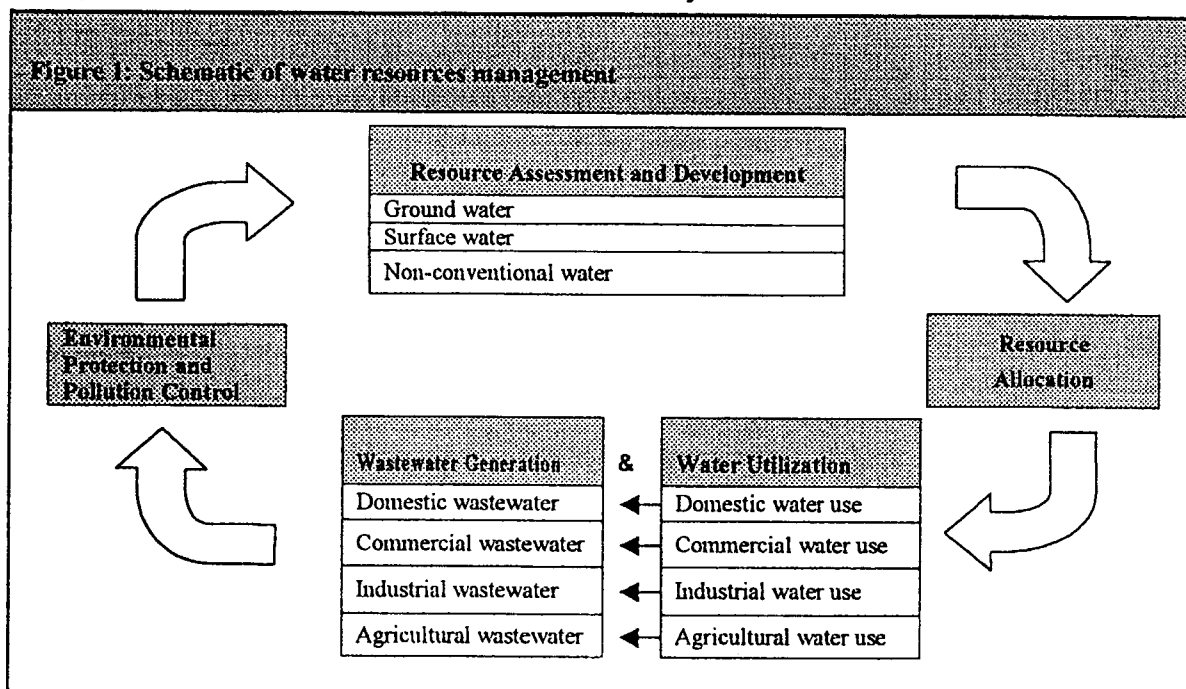 Figure 1: Schematic of water resources management
Resource Assessment and Development
Ground water
Surface water
Non-conventional water
Environmental
Protection and
Pollution Control
Resource
Allocation
Wastewater Generation & Water Utilization
Domestic wastewater Domestic water use
Commercial wastewater Commercial water use
Industrial wastewater Industrial water use
Agricultural wastewater Agricultural water use